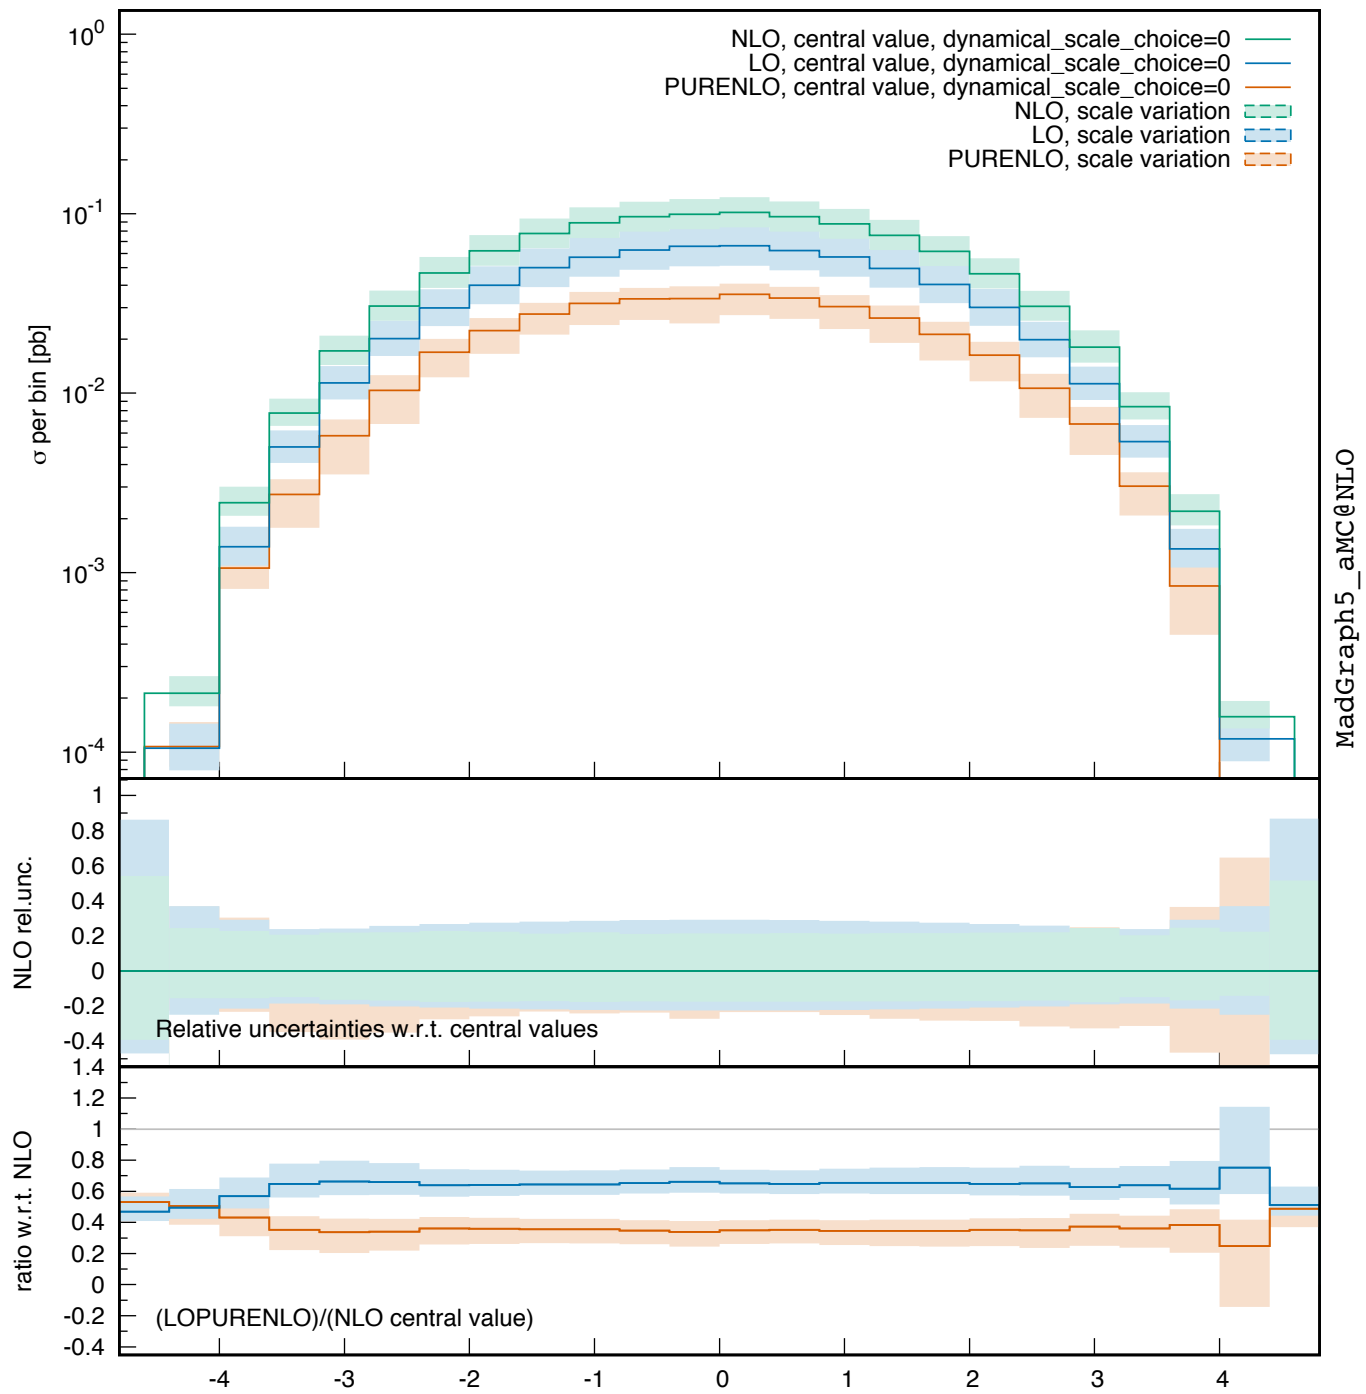 NLO, central value, dynamical_scale_choice=0
LO, central value, dynamical_scale_choice=0
PURENLO, central value, dynamical_scale_choice=0
NLO, scale variation
LO, scale variation
PURENLO, scale variation
10^0
10^-1
10^-2
10^-3
10^-4
σ per bin [pb]
MadGraph5_aMC@NLO
1
0.8
0.6
0.4
0.2
0
-0.2
-0.4
NLO rel.unc.
Relative uncertainties w.r.t. central values
1.4
1.2
1
0.8
0.6
0.4
0.2
0
-0.2
-0.4
ratio w.r.t. NLO
(LOPURENLO)/(NLO central value)
-4 -3 -2 -1 0 1 2 3 4